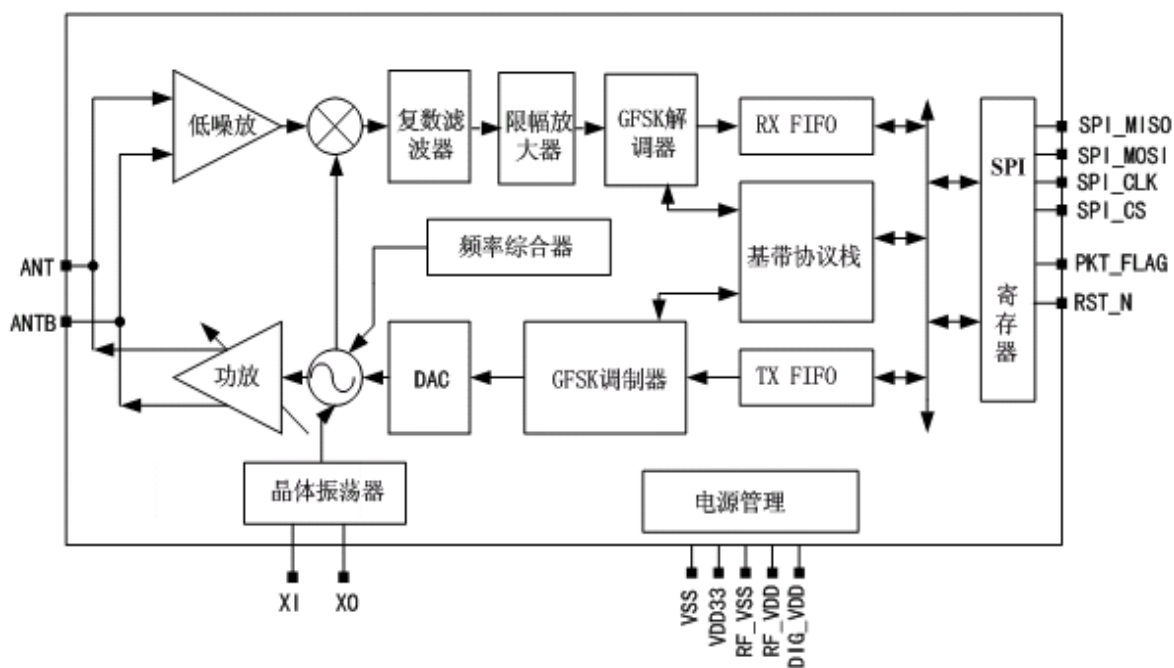 低噪放
复数滤
波器
限幅放
大器
GFSK解
调器
RX FIFO
SPI
寄
存
器
SPI_MISO
SPI_MOSI
SPI_CLK
SPI_CS
PKT_FLAG
RST_N
频率综合器
基带协议栈
ANT
ANTB
功放
DAC
GFSK调制器
TX FIFO
晶体振荡器
电源管理
XI
XO
VSS
VDD33
RF_VSS
RF_VDD
DIG_VDD